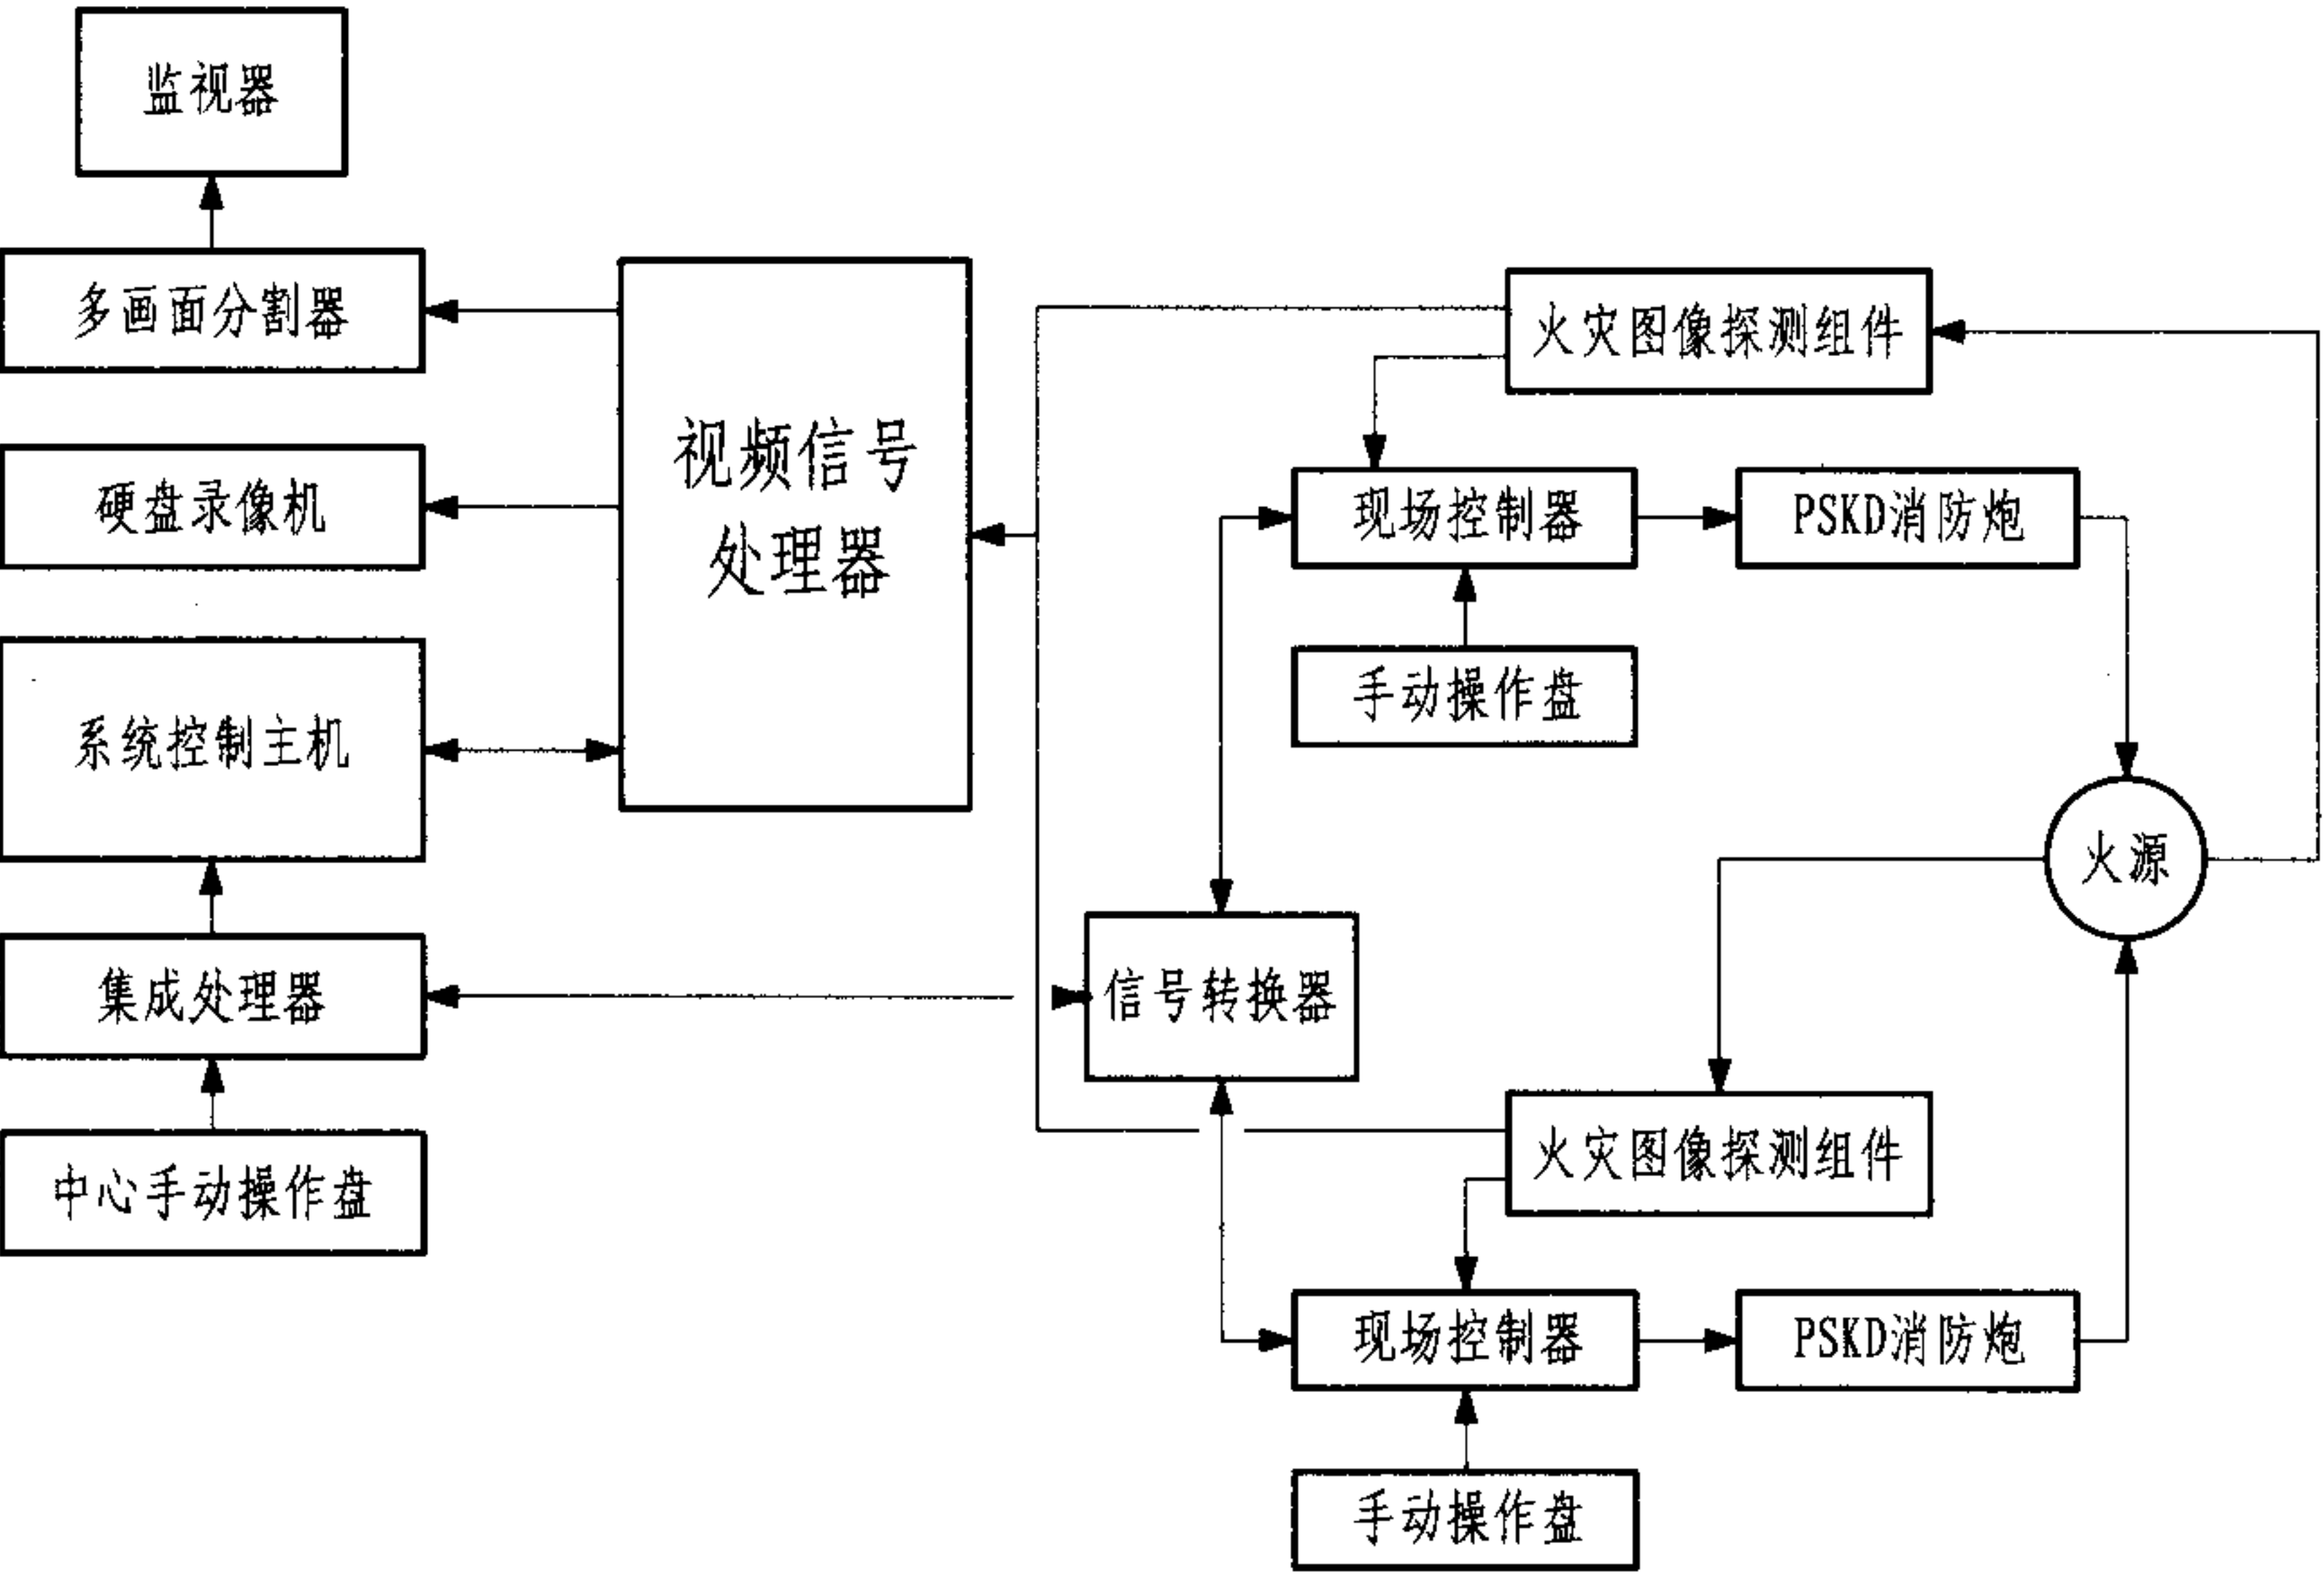 监视器
多画面分割器
硬盘录像机
系统控制主机
集成处理器
中心手动操作盘
视频信号
处理器
火灾图像探测组件
现场控制器
PSKD消防炮
手动操作盘
火源
信号转换器
火灾图像探测组件
现场控制器
PSKD消防炮
手动操作盘